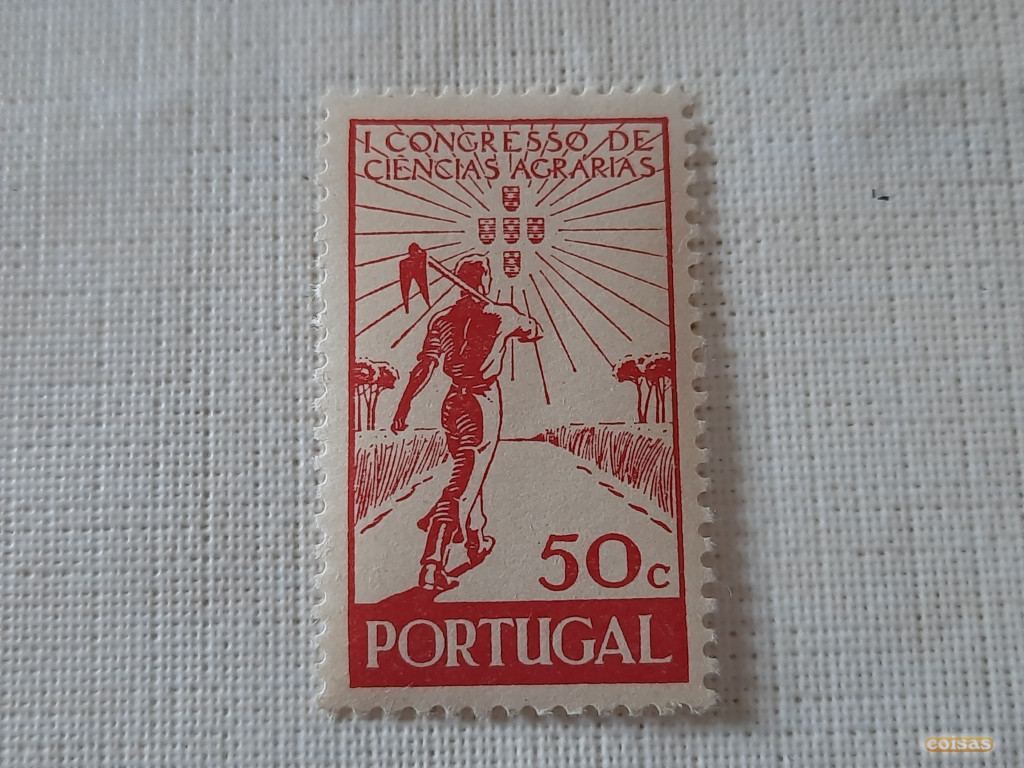 I CONGRESSO DE
CIÊNCIAS AGRÁRIAS
50c
PORTUGAL
coisas